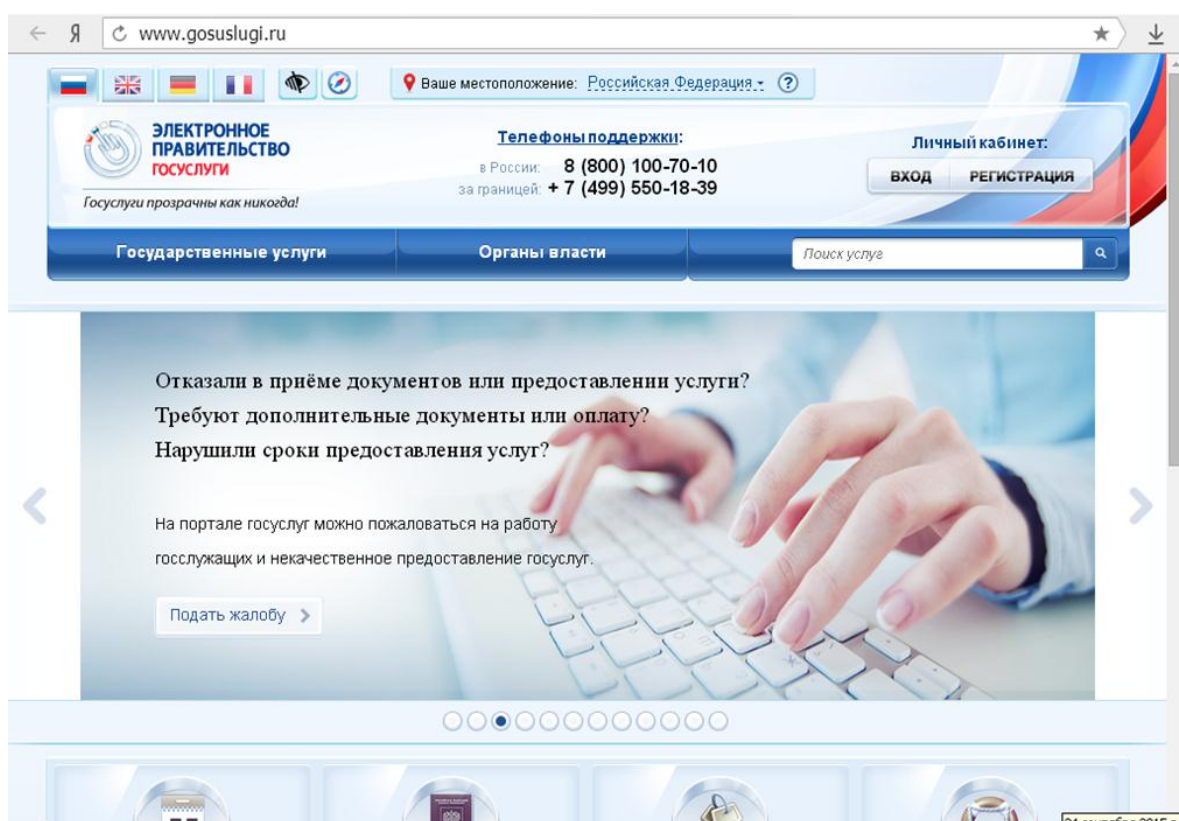 Я www.gosuslugi.ru
Ваше местоположение: Российская Федерация ?
ЭЛЕКТРОННОЕ
ПРАВИТЕЛЬСТВО
ГОСУСЛУГИ
Госуслуги прозрачны как никогда!
Телефоны поддержки:
в России: 8 (800) 100-70-10
за границей: + 7 (499) 550-18-39
Личный кабинет:
ВХОД РЕГИСТРАЦИЯ
Государственные услуги Органы власти Поиск услуг
Отказали в приёме документов или предоставлении услуги?
Требуют дополнительные документы или оплату?
Нарушили сроки предоставления услуг?
На портале госуслуг можно пожаловаться на работу
госслужащих и некачественное предоставление госуслуг.
Подать жалобу